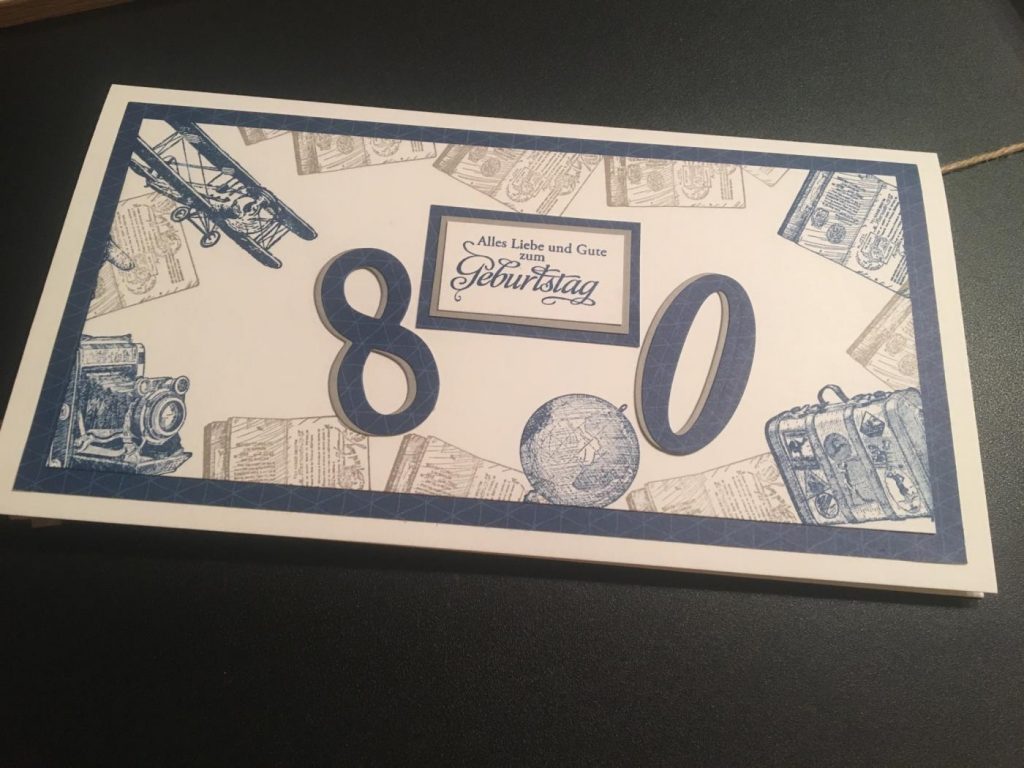 Alles Liebe und Gute
zum
Geburtstag
80